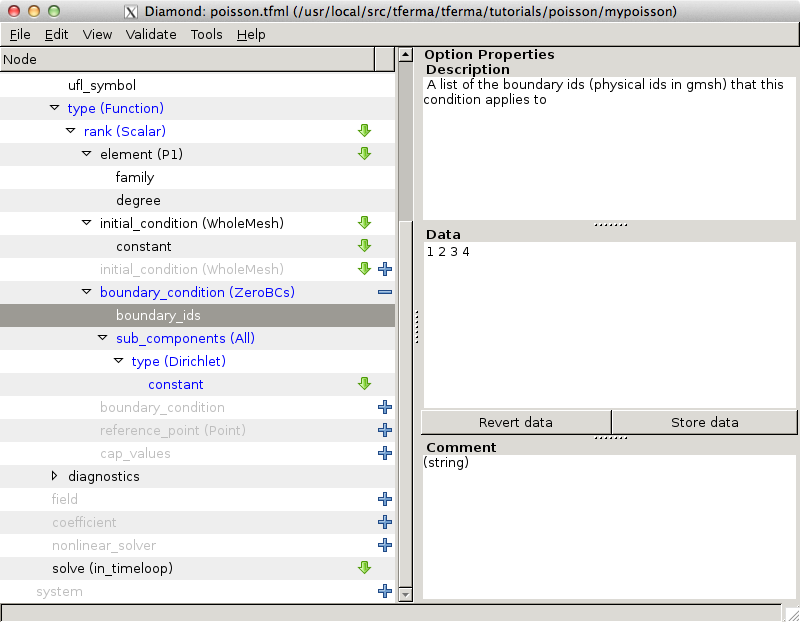 Diamond: poisson.tfml (/usr/local/src/tferma/tferma/tutorials/poisson/mypoisson)
File Edit View Validate Tools Help
Node
ufl_symbol
type (Function)
rank (Scalar)
element (P1)
family
degree
initial_condition (WholeMesh)
constant
initial_condition (WholeMesh)
boundary_condition (ZeroBCs)
boundary_ids
sub_components (All)
type (Dirichlet)
constant
boundary_condition
reference_point (Point)
cap_values
diagnostics
field
coefficient
nonlinear_solver
solve (in_timeloop)
system
Option Properties
Description
A list of the boundary ids (physical ids in gmsh) that this
condition applies to
Data
1 2 3 4
Revert data Store data
Comment
(string)